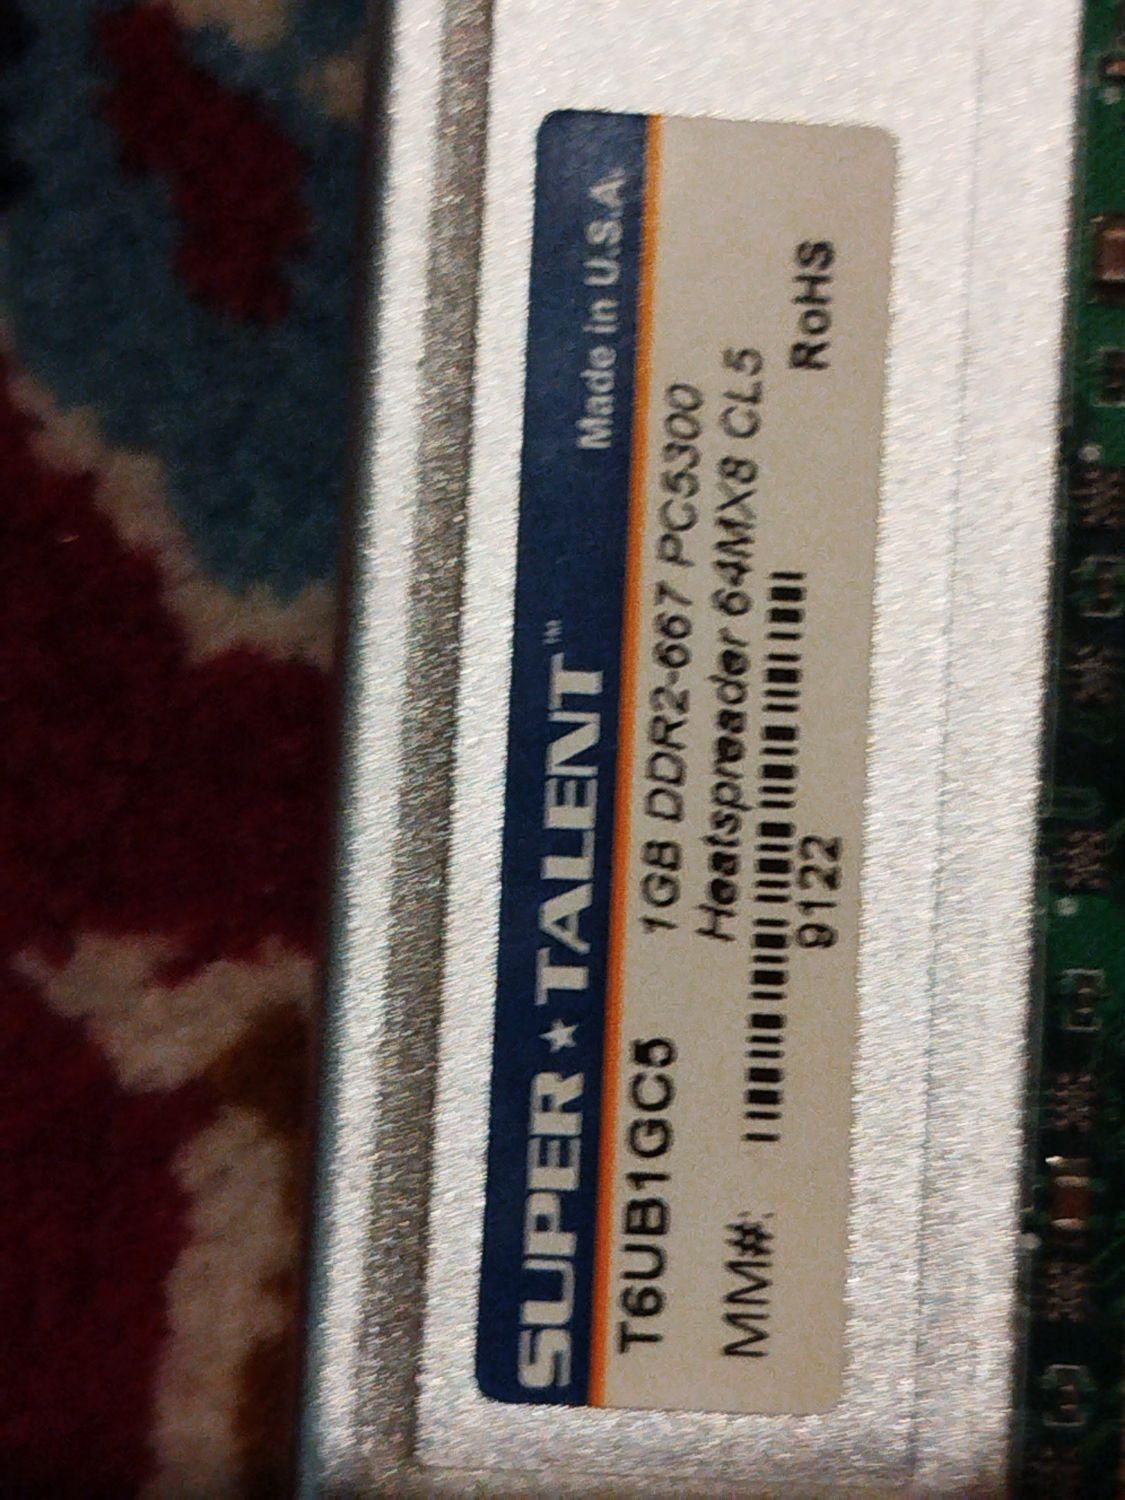 SUPER★TALENT™ Made in U.S.A
T6UB1GC5 1GB DDR2-667 PC5300
Heatspreader 64MX8 CL5
MM#:
9122 RoHS